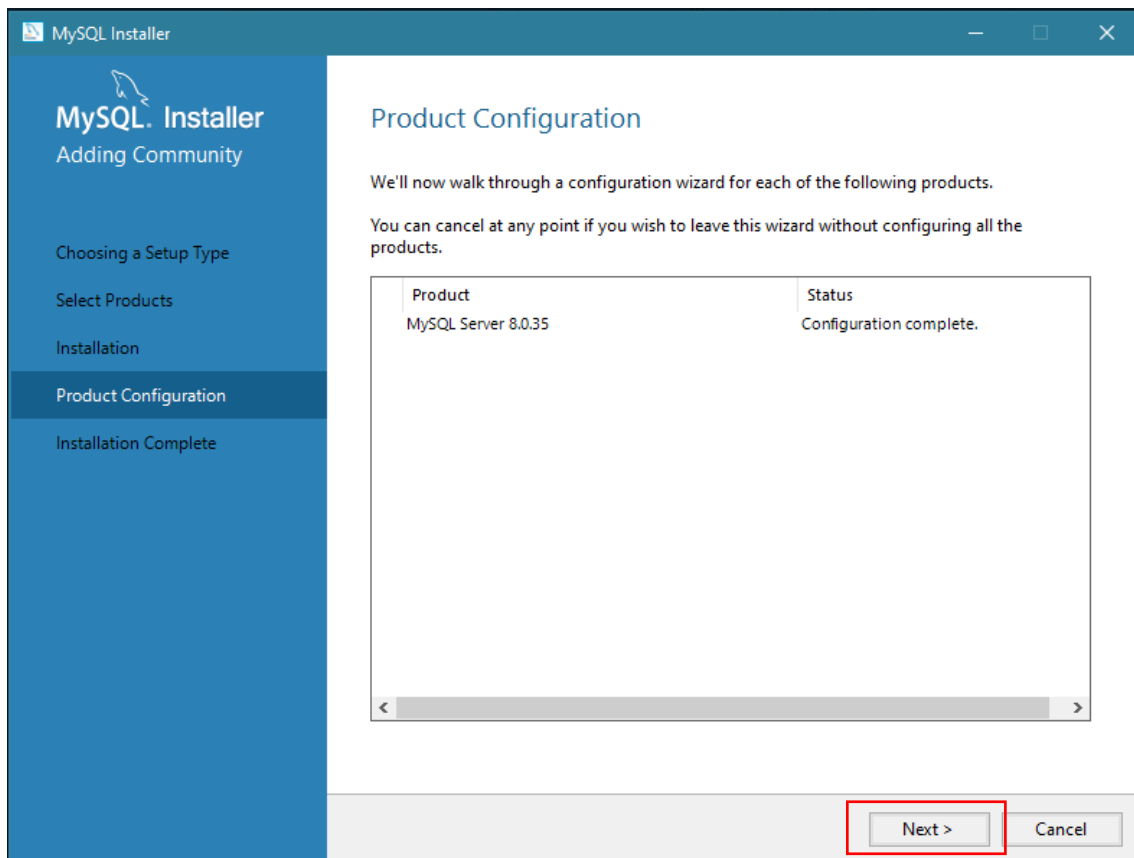 MySQL Installer
MySQL. Installer
Adding Community
Choosing a Setup Type
Select Products
Installation
Product Configuration
Installation Complete
Product Configuration
We'll now walk through a configuration wizard for each of the following products.
You can cancel at any point if you wish to leave this wizard without configuring all the
products.
Product Status
MySQL Server 8.0.35 Configuration complete.
Next >
Cancel